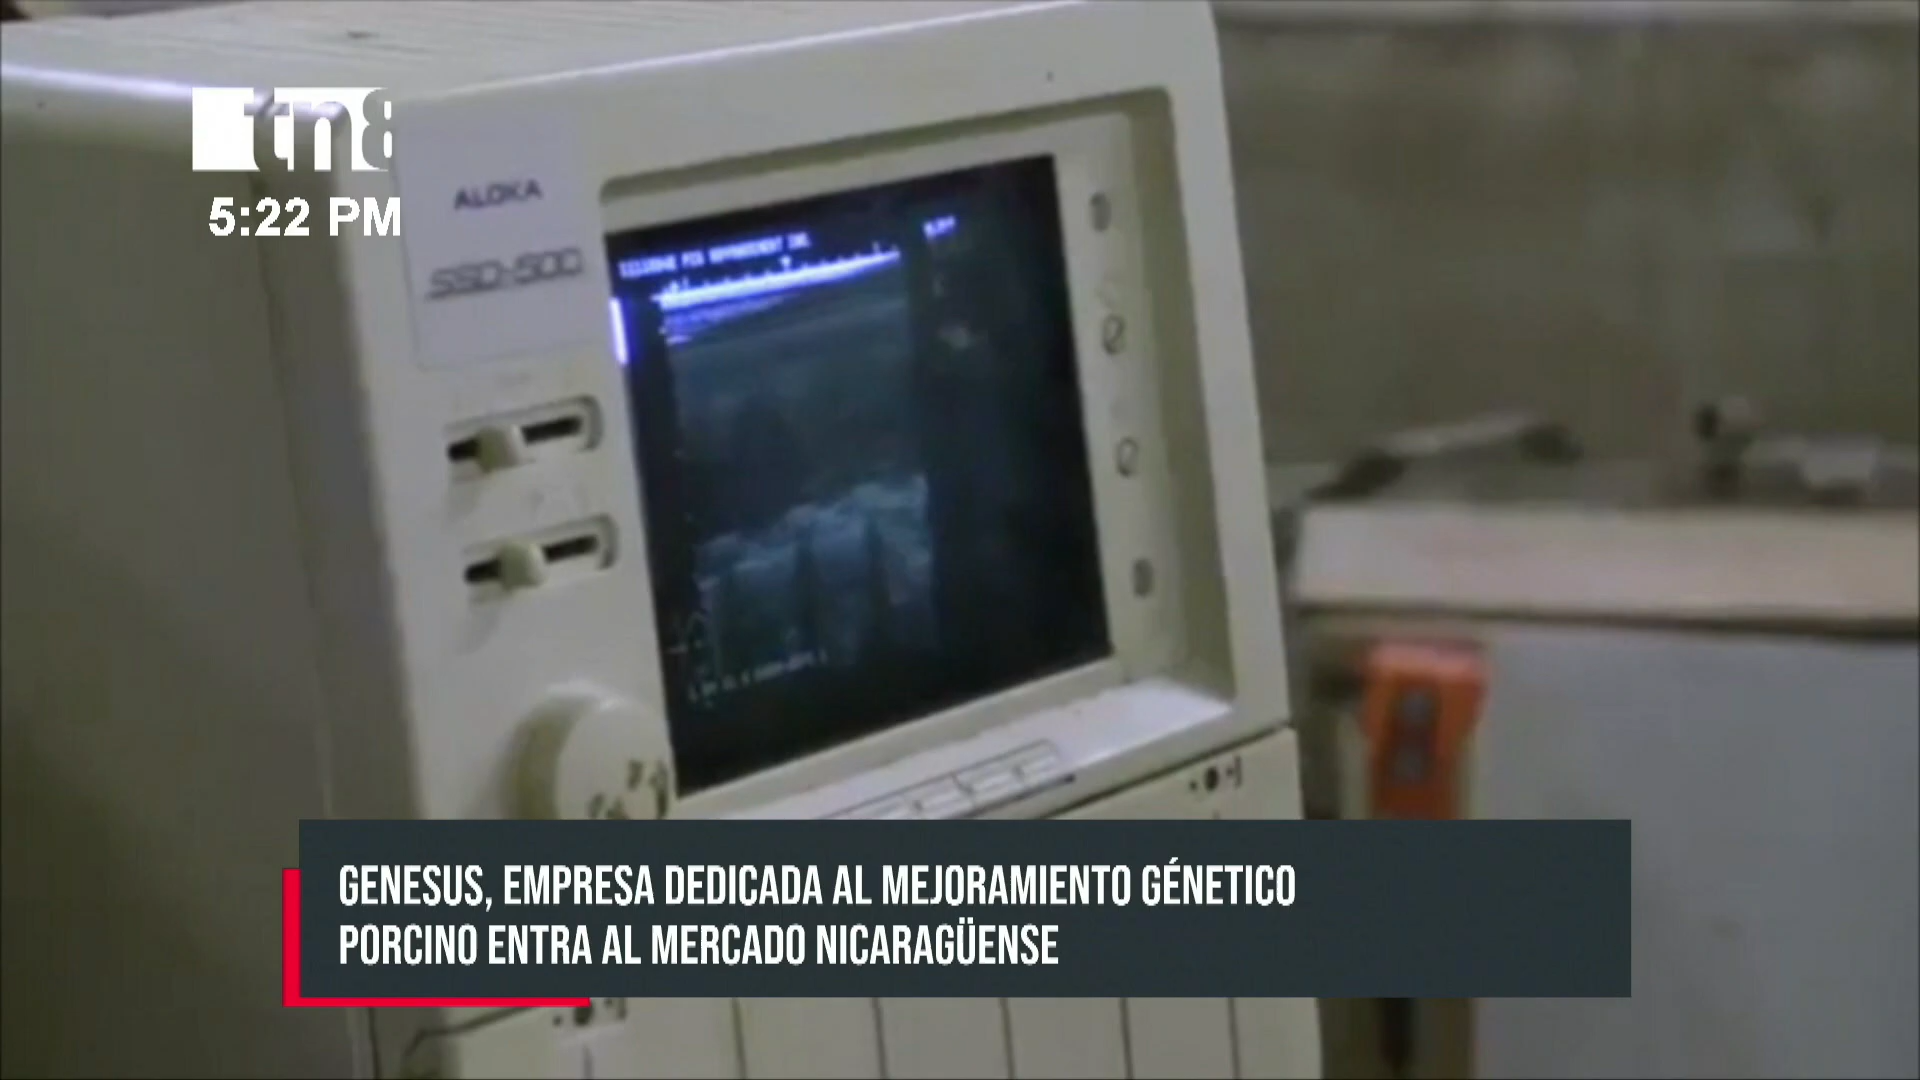 tn8
5:22 PM
ALOKA
SSD-500
GENESUS, EMPRESA DEDICADA AL MEJORAMIENTO GÉNETICO
PORCINO ENTRA AL MERCADO NICARAGÜENSE